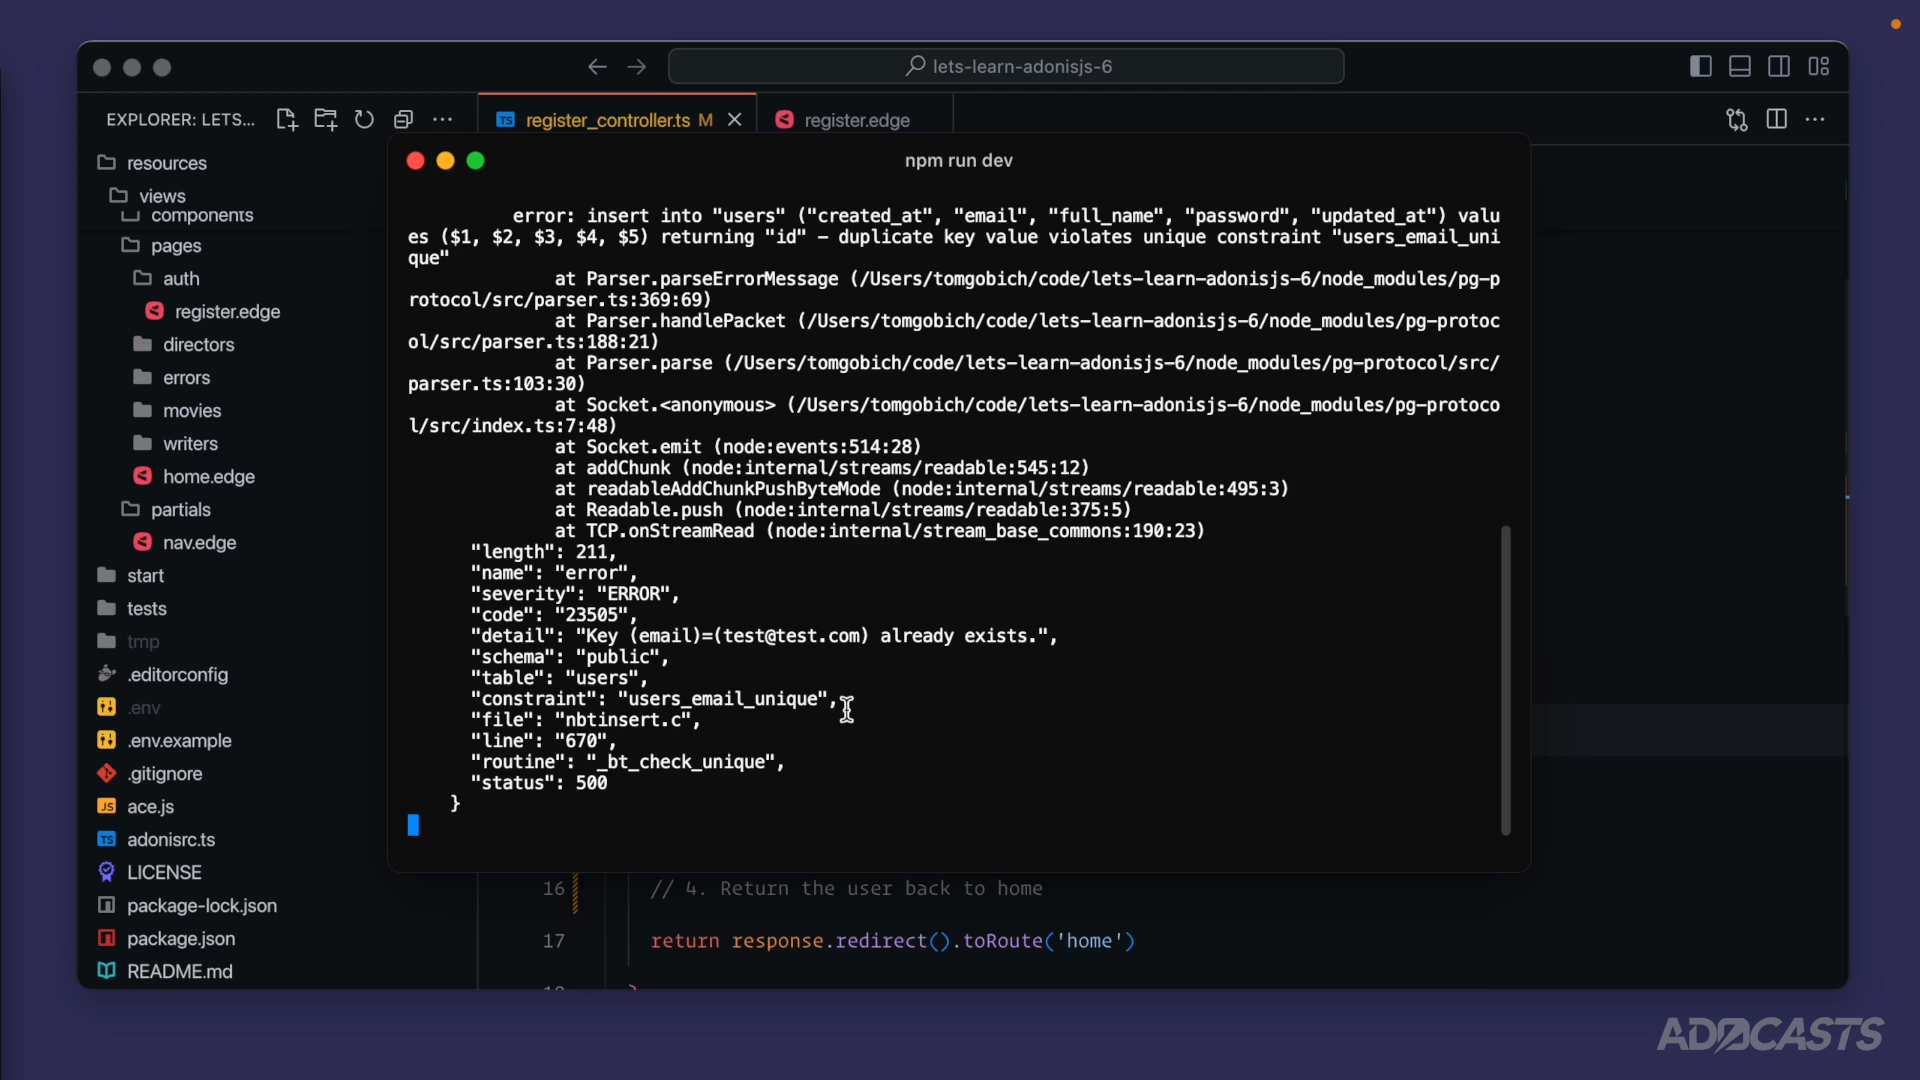 lets-learn-adonisjs-6
EXPLORER: LETS...
register_controller.ts M
register.edge
resources
views
components
pages
auth
register.edge
directors
errors
movies
writers
home.edge
partials
nav.edge
start
tests
tmp
.editorconfig
.env
.env.example
.gitignore
JS ace.js
TS adonisrc.ts
LICENSE
package-lock.json
package.json
README.md
npm run dev
error: insert into "users" ("created_at", "email", "full_name", "password", "updated_at") valu
es ($1, $2, $3, $4, $5) returning "id" – duplicate key value violates unique constraint "users_email_uni
que"
at Parser.parseErrorMessage (/Users/tomgobich/code/lets-learn-adonisjs-6/node_modules/pg-p
rotocol/src/parser.ts:369:69)
at Parser.handlePacket (/Users/tomgobich/code/lets-learn-adonisjs-6/node_modules/pg-protoc
ol/src/parser.ts:188:21)
at Parser.parse (/Users/tomgobich/code/lets-learn-adonisjs-6/node_modules/pg-protocol/src/
parser.ts:103:30)
at Socket.<anonymous> (/Users/tomgobich/code/lets-learn-adonisjs-6/node_modules/pg-protoco
l/src/index.ts:7:48)
at Socket.emit (node:events:514:28)
at addChunk (node:internal/streams/readable:545:12)
at readableAddChunkPushByteMode (node:internal/streams/readable:495:3)
at Readable.push (node:internal/streams/readable:375:5)
at TCP.onStreamRead (node:internal/stream_base_commons:190:23)
"length": 211,
"name": "error",
"severity": "ERROR",
"code": "23505",
"detail": "Key (email)=(test@test.com) already exists.",
"schema": "public",
"table": "users",
"constraint": "users_email_unique",
"file": "nbtinsert.c",
"line": "670",
"routine": "_bt_check_unique",
"status": 500
}
16 // 4. Return the user back to home
17 return response.redirect().toRoute('home')
ADOCASTS